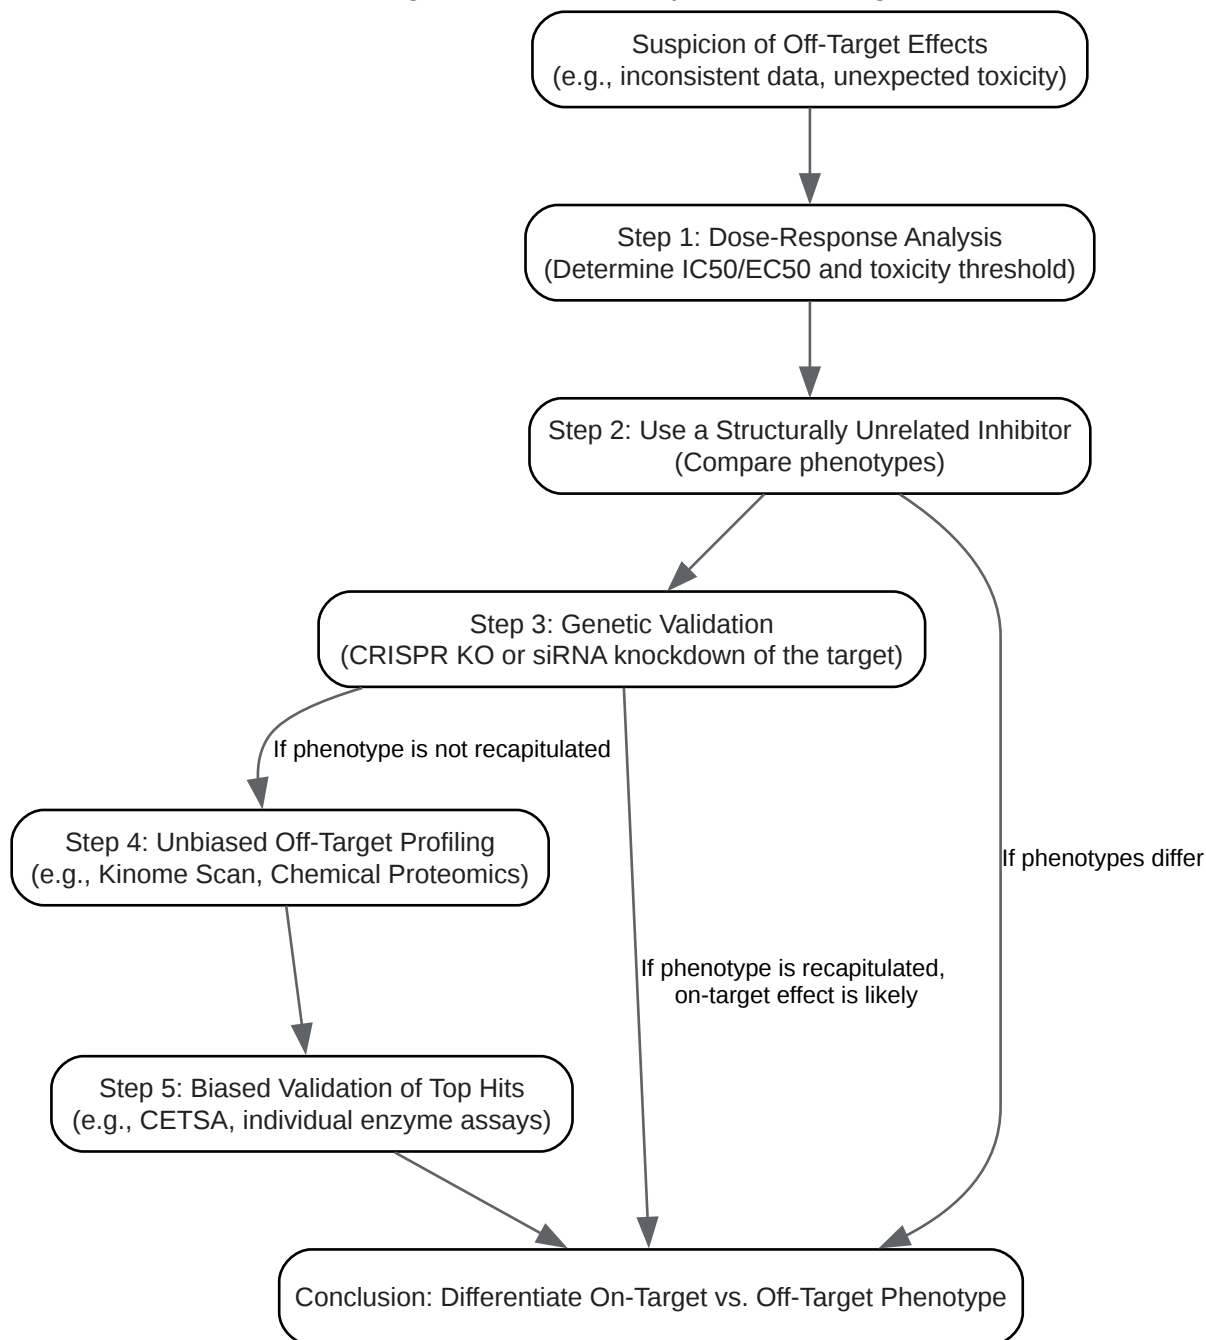 Suspicion of Off-Target Effects
(e.g., inconsistent data, unexpected toxicity)
Step 1: Dose-Response Analysis
(Determine IC50/EC50 and toxicity threshold)
Step 2: Use a Structurally Unrelated Inhibitor
(Compare phenotypes)
Step 3: Genetic Validation
(CRISPR KO or siRNA knockdown of the target)
If phenotype is not recapitulated
Step 4: Unbiased Off-Target Profiling
(e.g., Kinome Scan, Chemical Proteomics)
If phenotypes differ
If phenotype is recapitulated,
on-target effect is likely
Step 5: Biased Validation of Top Hits
(e.g., CETSA, individual enzyme assays)
Conclusion: Differentiate On-Target vs. Off-Target Phenotype